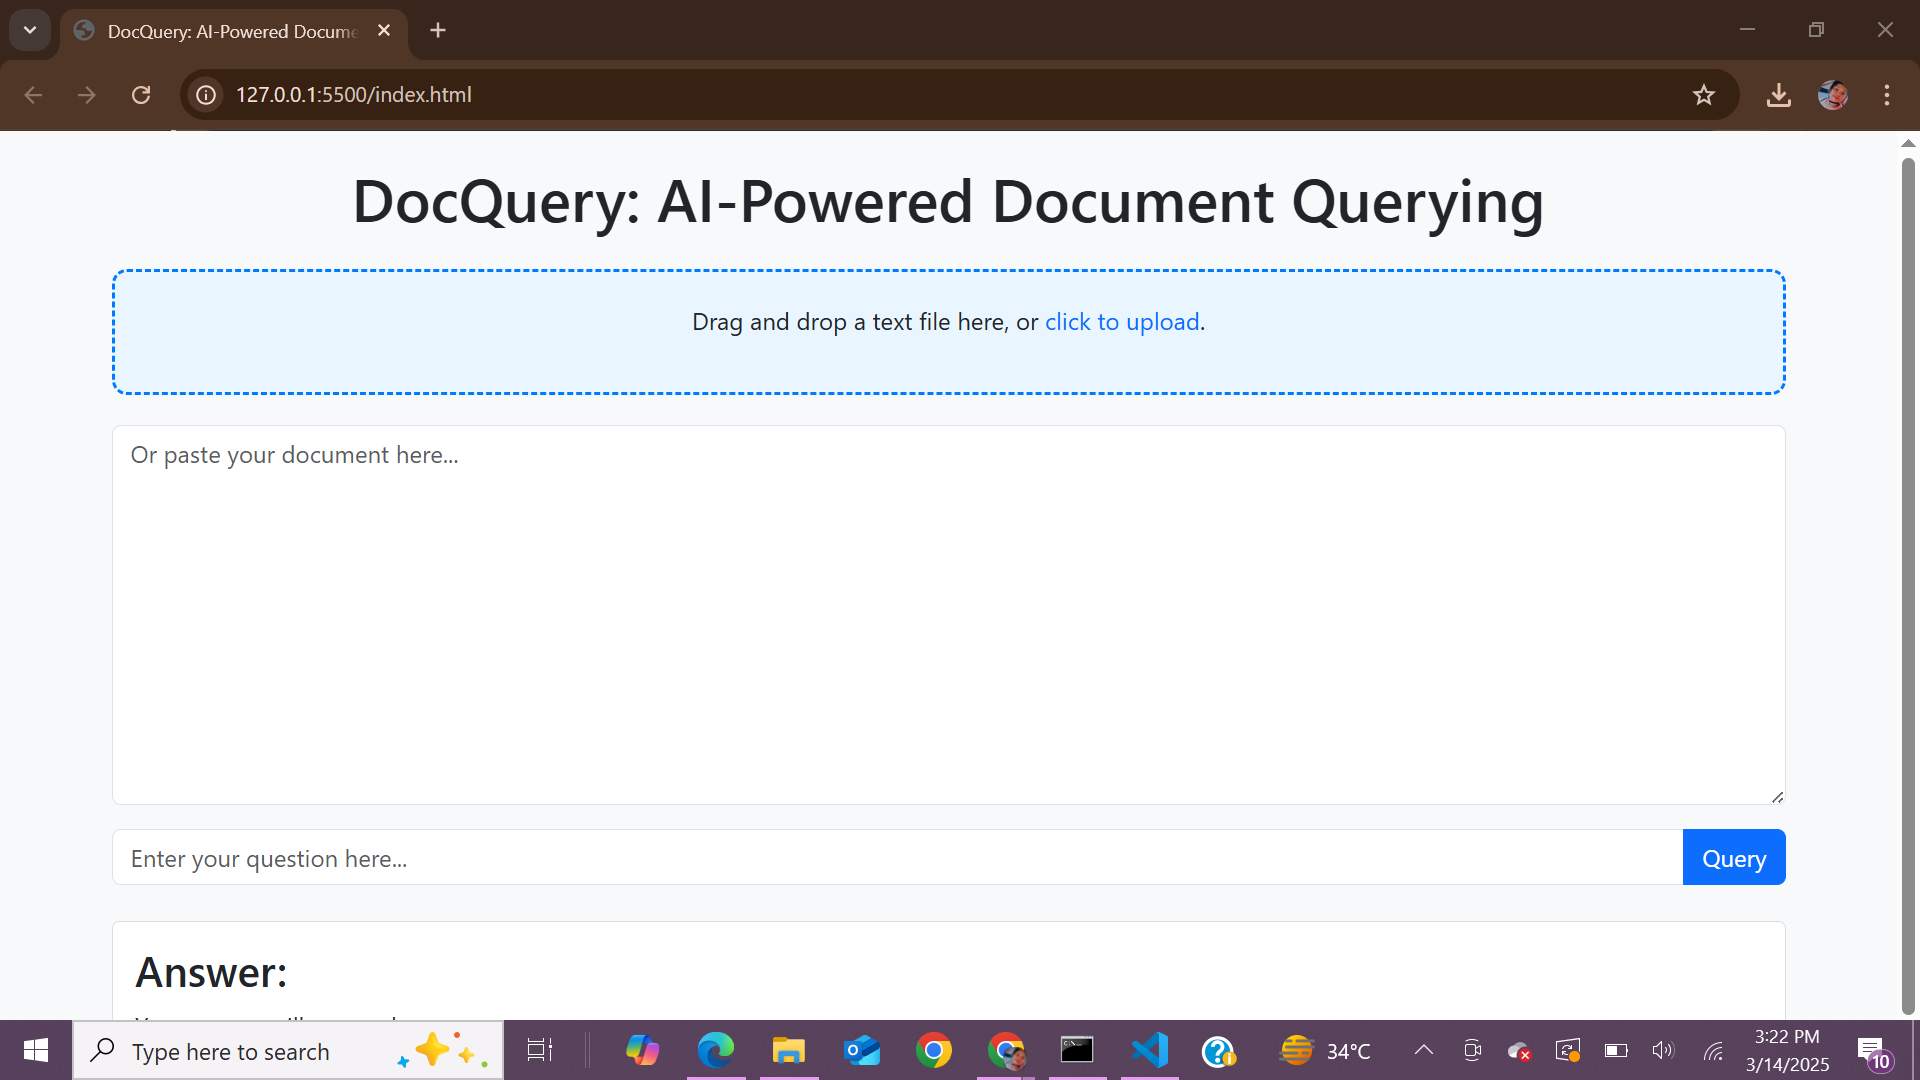 DocQuery: AI-Powered Docume
127.0.0.1:5500/index.html
DocQuery: AI-Powered Document Querying
Drag and drop a text file here, or click to upload.
Or paste your document here...
Enter your question here...
Query
Answer:
Type here to search
34°C
3:22 PM
3/14/2025
10